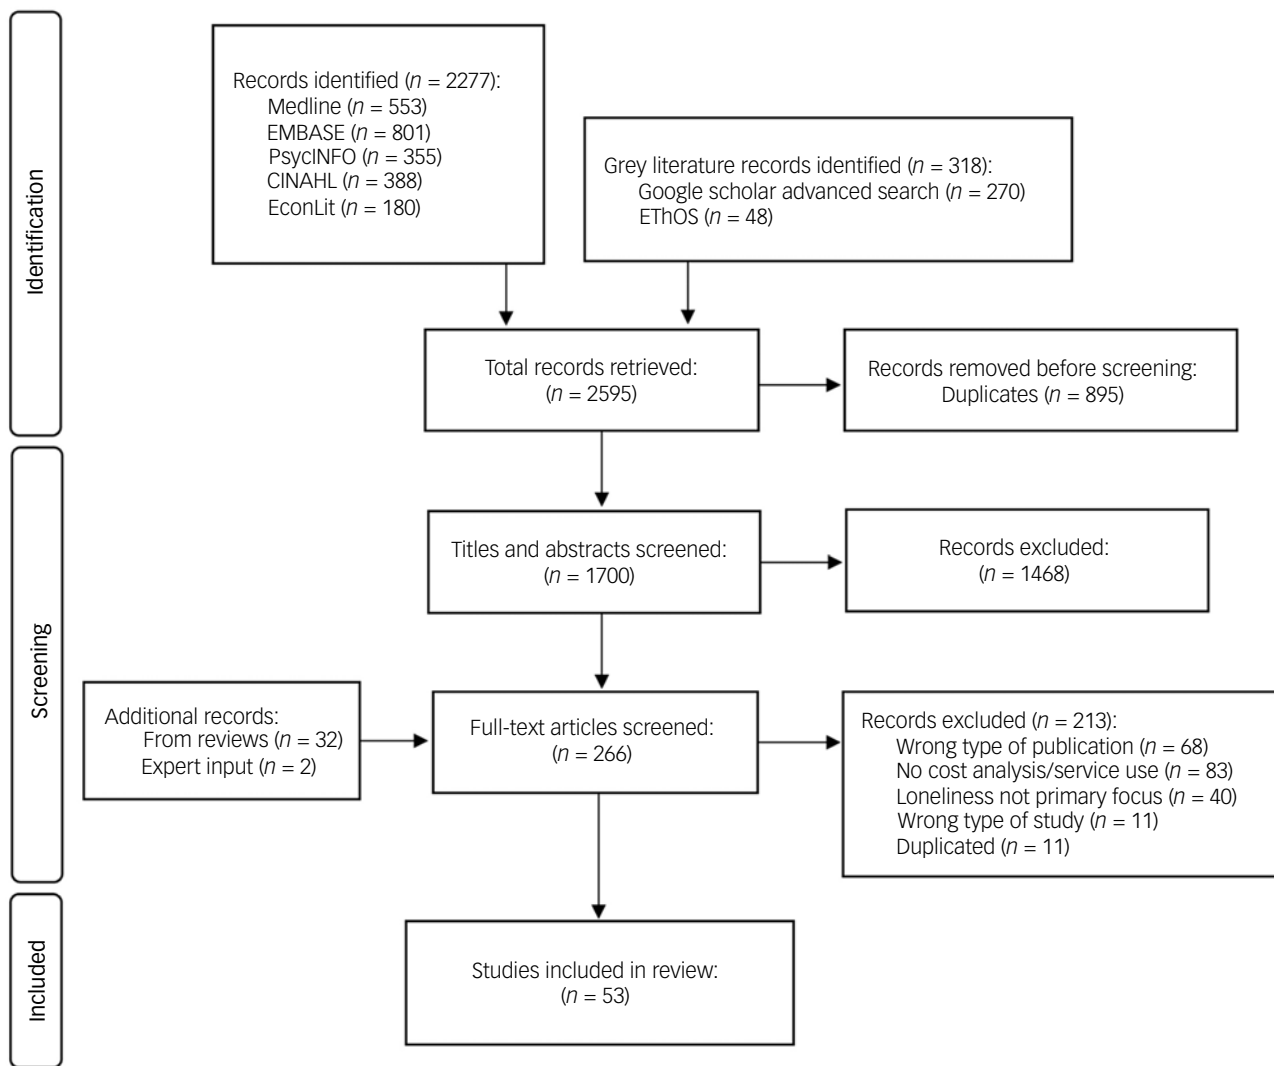 Identification
Records identified (n = 2277):
Medline (n = 553)
EMBASE (n = 801)
PsycINFO (n = 355)
CINAHL (n = 388)
EconLit (n = 180)
Grey literature records identified (n = 318):
Google scholar advanced search (n = 270)
EThOS (n = 48)
Total records retrieved:
(n = 2595)
Records removed before screening:
Duplicates (n = 895)
Screening
Titles and abstracts screened:
(n = 1700)
Records excluded:
(n = 1468)
Additional records:
From reviews (n = 32)
Expert input (n = 2)
Full-text articles screened:
(n = 266)
Records excluded (n = 213):
Wrong type of publication (n = 68)
No cost analysis/service use (n = 83)
Loneliness not primary focus (n = 40)
Wrong type of study (n = 11)
Duplicated (n = 11)
Included
Studies included in review:
(n = 53)